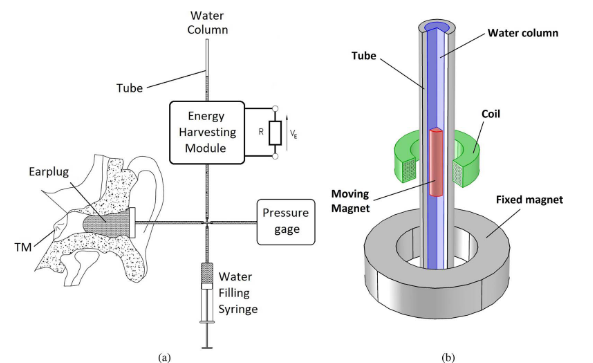 Water
Column
Tube
Energy
Harvesting
Module
R
V_E
Earplug
TM
Pressure
gage
Water
Filling
Syringe
(a)
Water column
Tube
Coil
Moving
Magnet
Fixed magnet
(b)